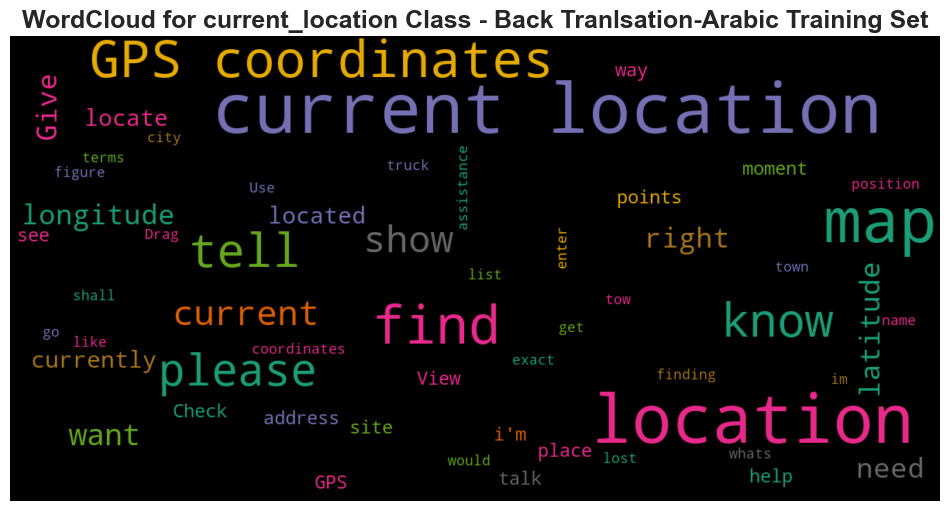 WordCloud for current_location Class - Back Tranlsation-Arabic Training Set
GPS coordinates
way
current location
Give
locate
city
terms
figure
truck
assistance
moment
position
Use
points
longitude
located
map
see
Drag
tell
show
right
enter
list
town
latitude
shall
tow
current
find
know
name
go
like
get
coordinates
currently
please
exact
View
finding
im
Check
address
site
want
i'm
location
place
would
lost
whats
GPS
talk
help
need